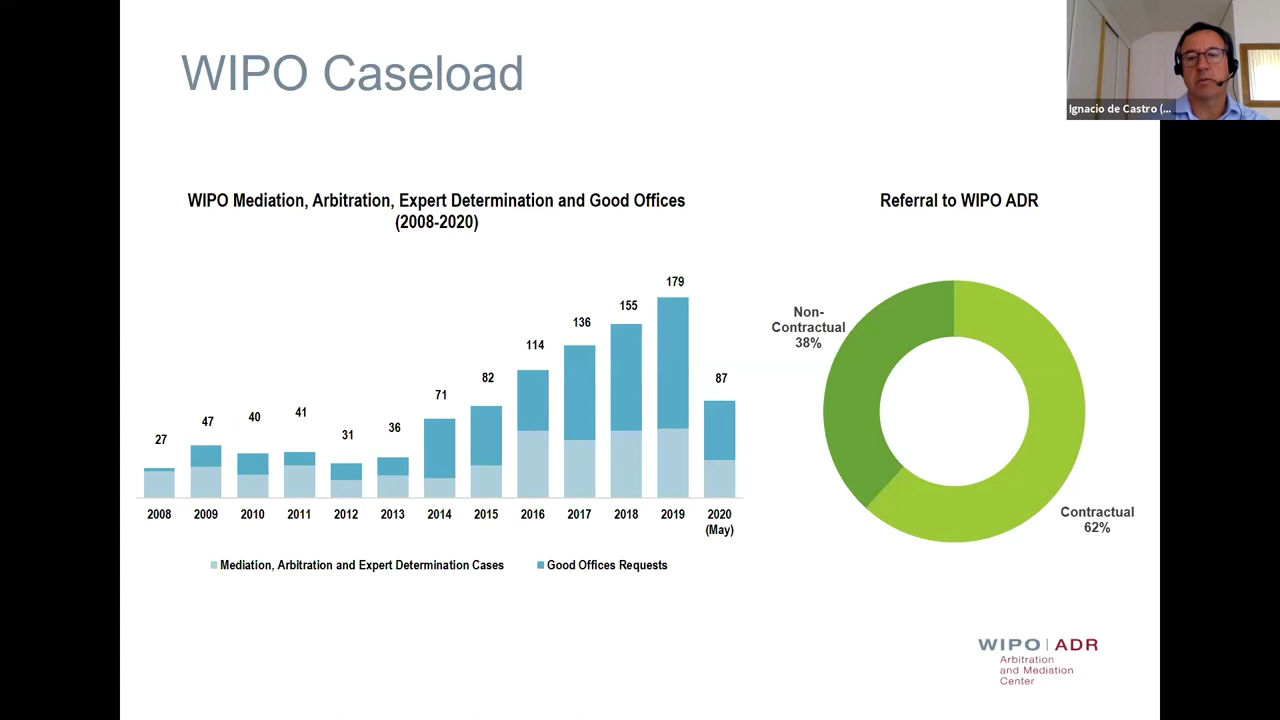 WIPO Caseload
Ignacio de Castro (...
WIPO Mediation, Arbitration, Expert Determination and Good Offices
(2008-2020)
27
47
40
41
31
36
71
82
114
136
155
179
87
2008
2009
2010
2011
2012
2013
2014
2015
2016
2017
2018
2019
2020
(May)
Mediation, Arbitration and Expert Determination Cases
Good Offices Requests
Referral to WIPO ADR
Non-
Contractual
38%
Contractual
62%
WIPO | ADR
Arbitration
and Mediation
Center